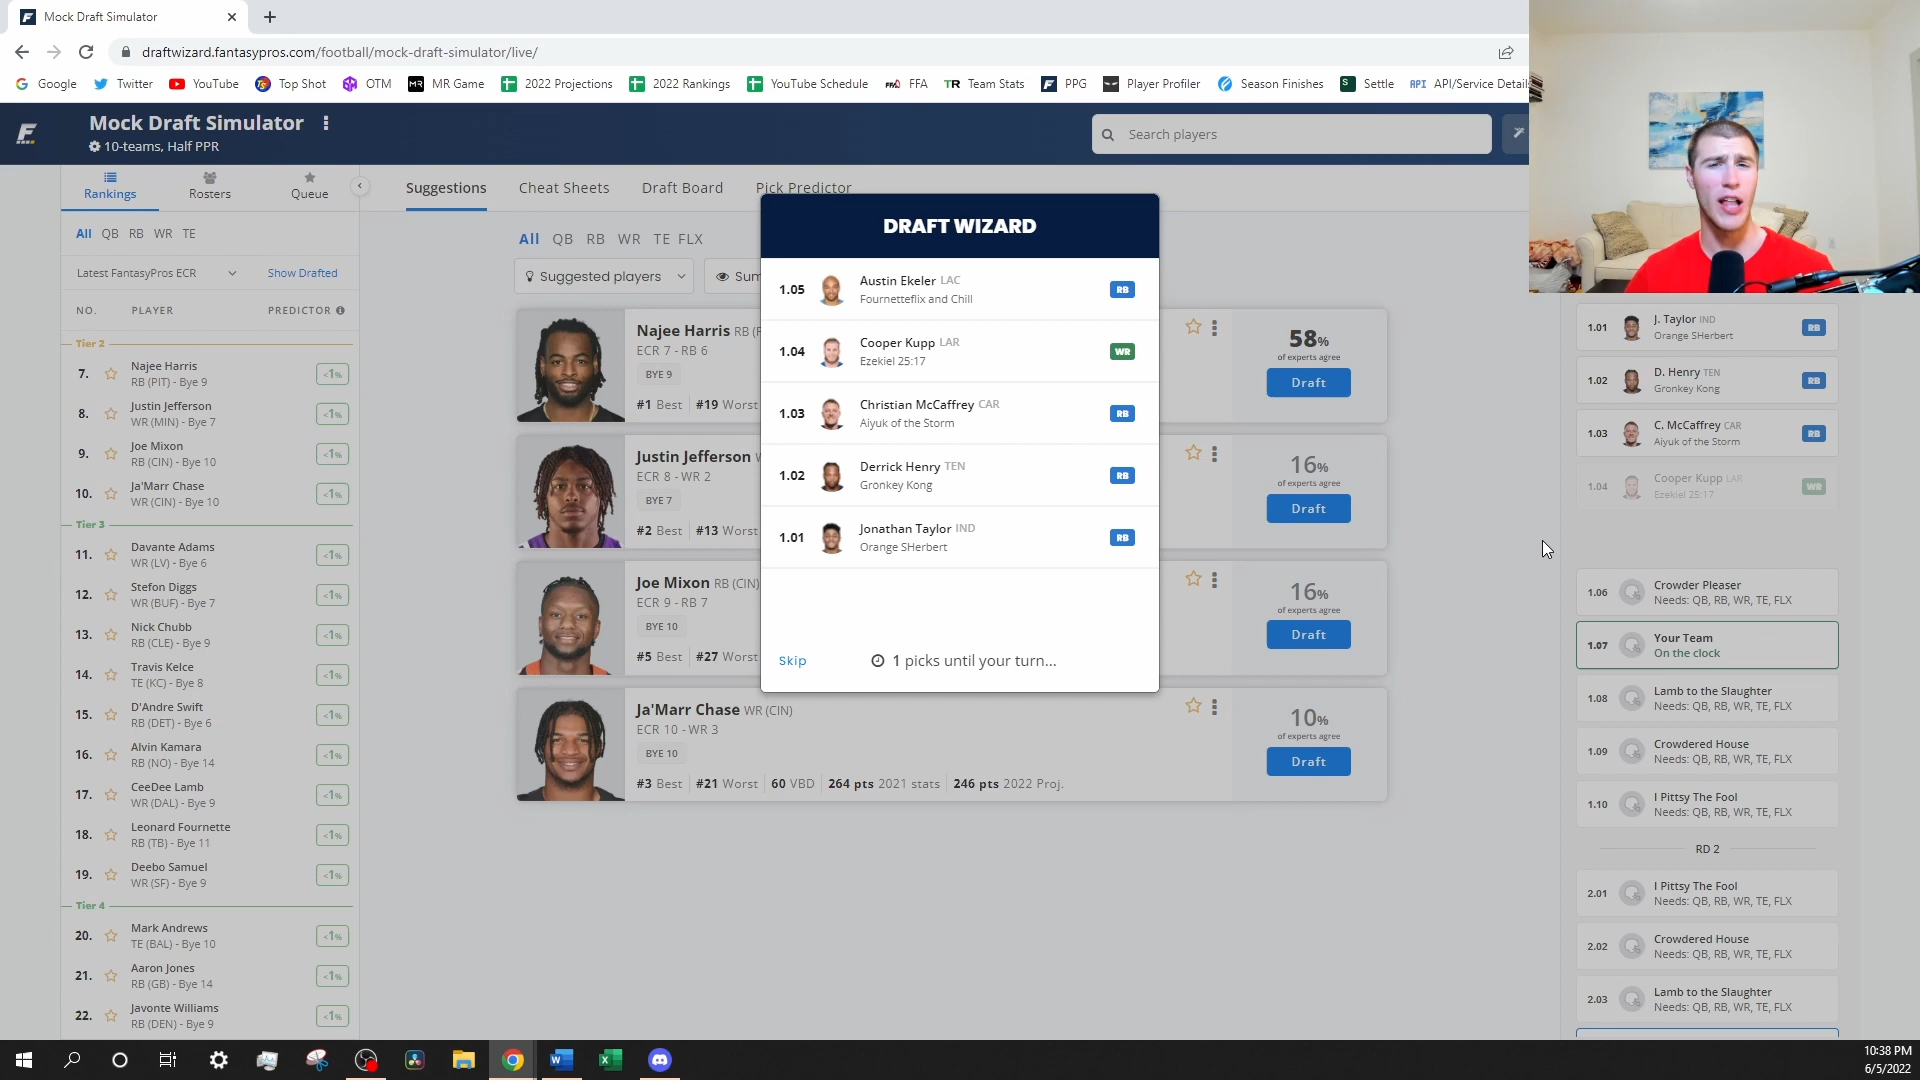 Mock Draft Simulator
draftwizard.fantasypros.com/football/mock-draft-simulator/live/
Google
Twitter
YouTube
Top Shot
OTM
MR Game
2022 Projections
2022 Rankings
YouTube Schedule
FFA
TR Team Stats
PPG
Player Profiler
Season Finishes
Settle
API API/Service Details
Mock Draft Simulator
10-teams, Half PPR
Search players
Rankings
Rosters
Queue
Suggestions
Cheat Sheets
Draft Board
Pick Predictor
All QB RB WR TE
Latest FantasyPros ECR
Show Drafted
NO. PLAYER PREDICTOR
Tier 2
7. Najee Harris <1%
RB (PIT) - Bye 9
8. Justin Jefferson <1%
WR (MIN) - Bye 7
9. Joe Mixon <1%
RB (CIN) - Bye 10
10. Ja'Marr Chase <1%
WR (CIN) - Bye 10
Tier 3
11. Davante Adams <1%
WR (LV) - Bye 6
12. Stefon Diggs <1%
WR (BUF) - Bye 7
13. Nick Chubb <1%
RB (CLE) - Bye 9
14. Travis Kelce <1%
TE (KC) - Bye 8
15. D'Andre Swift <1%
RB (DET) - Bye 6
16. Alvin Kamara <1%
RB (NO) - Bye 14
17. CeeDee Lamb <1%
WR (DAL) - Bye 9
18. Leonard Fournette <1%
RB (TB) - Bye 11
19. Deebo Samuel <1%
WR (SF) - Bye 9
Tier 4
20. Mark Andrews <1%
TE (BAL) - Bye 10
21. Aaron Jones <1%
RB (GB) - Bye 14
22. Javonte Williams <1%
RB (DEN) - Bye 9
All QB RB WR TE FLX
Suggested players
Najee Harris RB
ECR 7 - RB 6
BYE 9
#1 Best #19 Worst
58%
of experts agree
Draft
Justin Jefferson
ECR 8 - WR 2
BYE 7
#2 Best #13 Worst
16%
of experts agree
Draft
Joe Mixon RB (CIN)
ECR 9 - RB 7
BYE 10
#5 Best #27 Worst
16%
of experts agree
Draft
Ja'Marr Chase WR (CIN)
ECR 10 - WR 3
BYE 10
#3 Best #21 Worst 60 VBD 264 pts 2021 stats 246 pts 2022 Proj.
10%
of experts agree
Draft
DRAFT WIZARD
1.05 Austin Ekeler LAC RB
Fournetteflix and Chill
1.04 Cooper Kupp LAR WR
Ezekiel 25:17
1.03 Christian McCaffrey CAR RB
Aiyuk of the Storm
1.02 Derrick Henry TEN RB
Gronkey Kong
1.01 Jonathan Taylor IND RB
Orange SHerbert
Skip
1 picks until your turn...
1.01 J. Taylor IND RB
Orange SHerbert
1.02 D. Henry TEN RB
Gronkey Kong
1.03 C. McCaffrey CAR RB
Aiyuk of the Storm
1.04 Cooper Kupp LAR WR
Ezekiel 25:17
1.06 Crowder Pleaser
Needs: QB, RB, WR, TE, FLX
1.07 Your Team
On the clock
1.08 Lamb to the Slaughter
Needs: QB, RB, WR, TE, FLX
1.09 Crowdered House
Needs: QB, RB, WR, TE, FLX
1.10 I Pittsy The Fool
Needs: QB, RB, WR, TE, FLX
RD 2
2.01 I Pittsy The Fool
Needs: QB, RB, WR, TE, FLX
2.02 Crowdered House
Needs: QB, RB, WR, TE, FLX
2.03 Lamb to the Slaughter
Needs: QB, RB, WR, TE, FLX
10:38 PM
6/5/2022